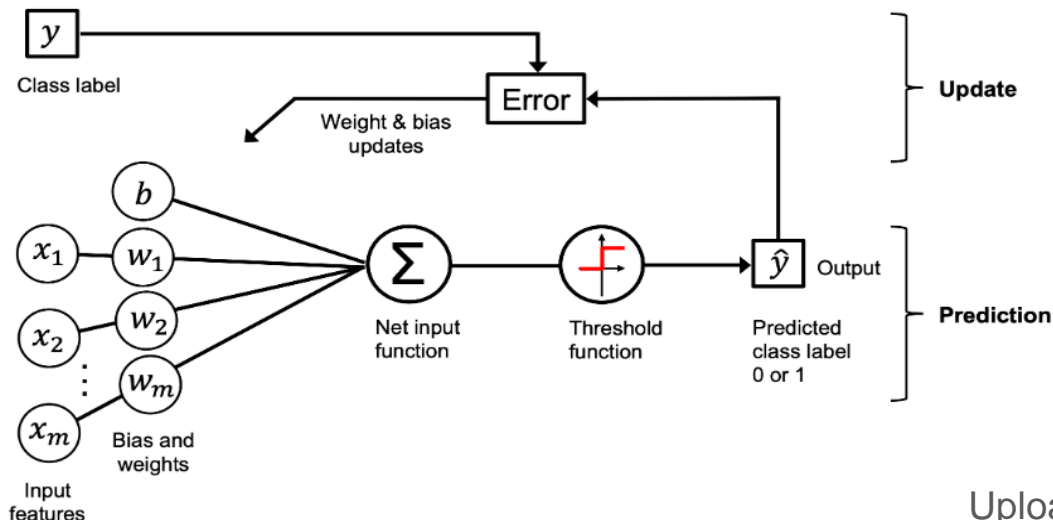 y
Class label
Error
Update
Weight & bias
updates
b
x₁
w₁
x₂
w₂
⋮
wₘ
xₘ
Σ
ŷ
Output
Net input
function
Threshold
function
Predicted
class label
0 or 1
Prediction
Bias and
weights
Input
features
Uploa